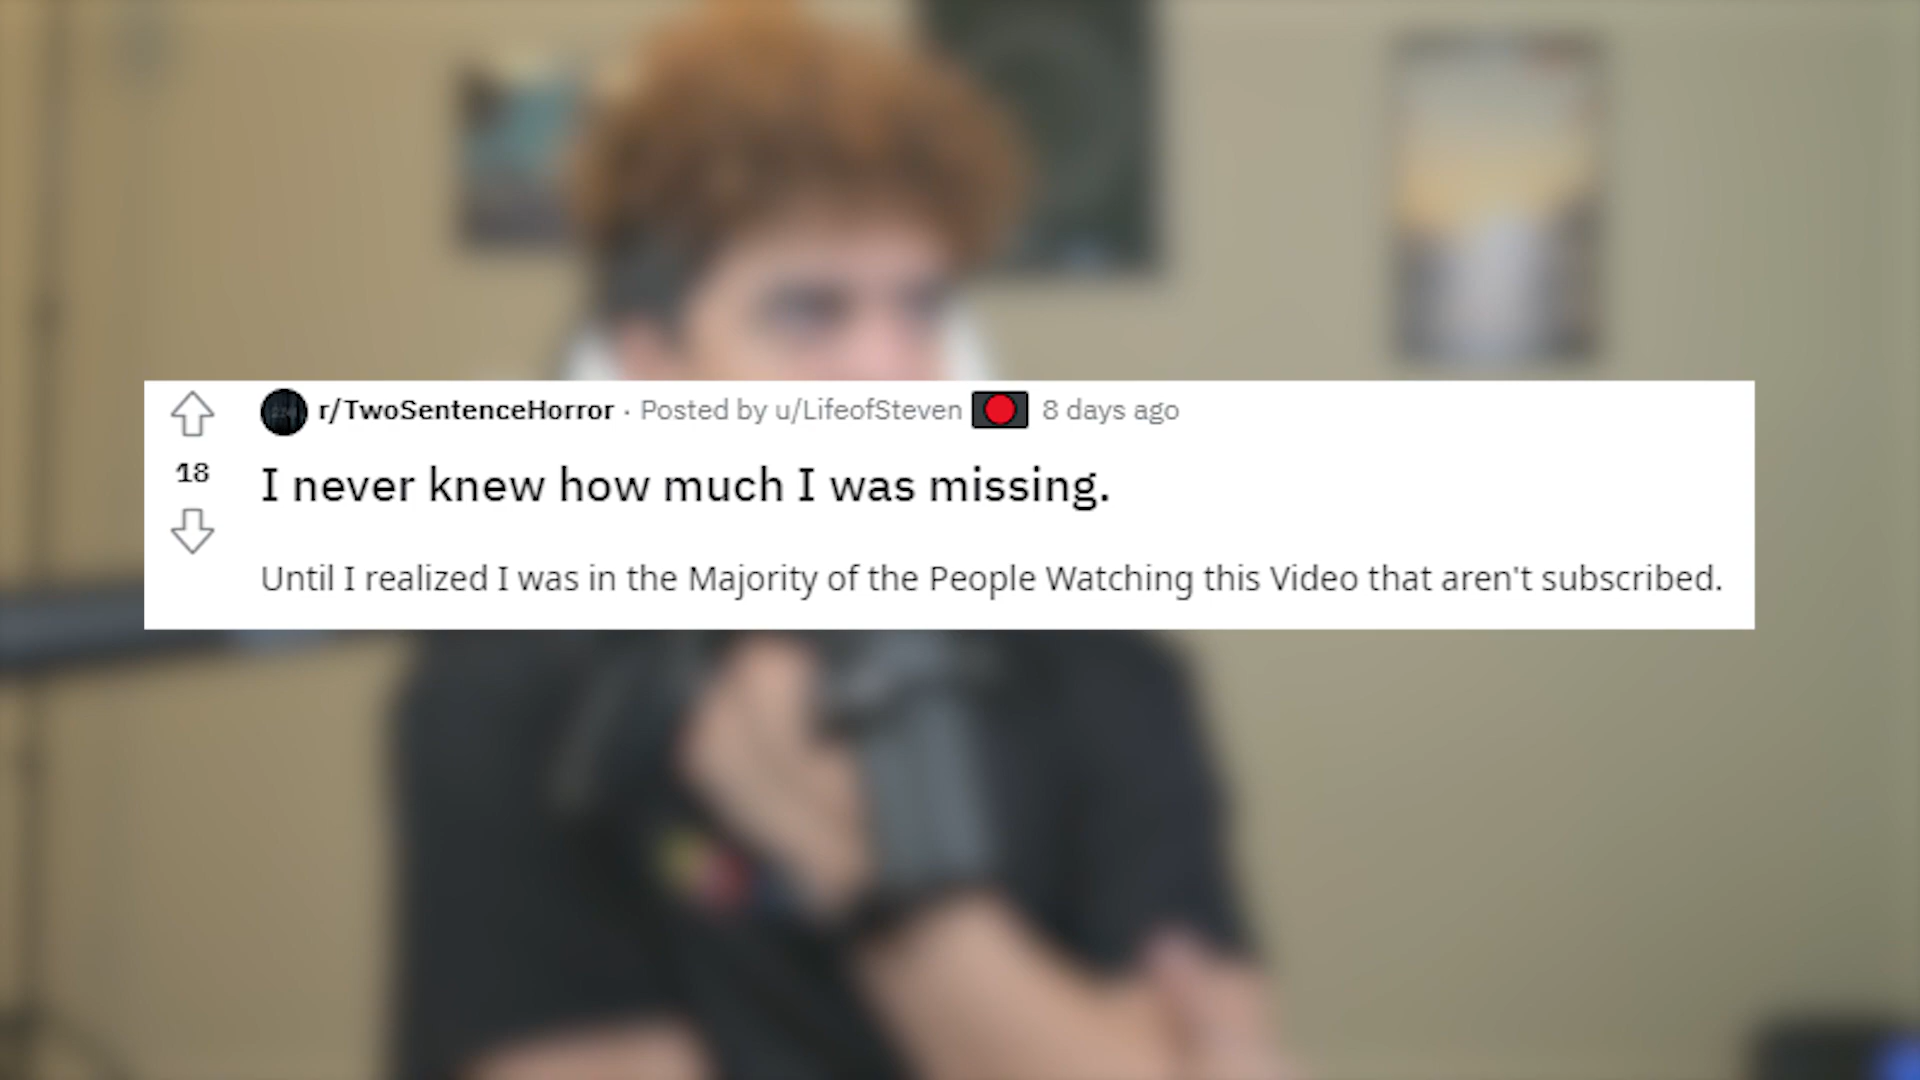 r/TwoSentenceHorror · Posted by u/LifeofSteven 8 days ago
18
I never knew how much I was missing.
Until I realized I was in the Majority of the People Watching this Video that aren't subscribed.